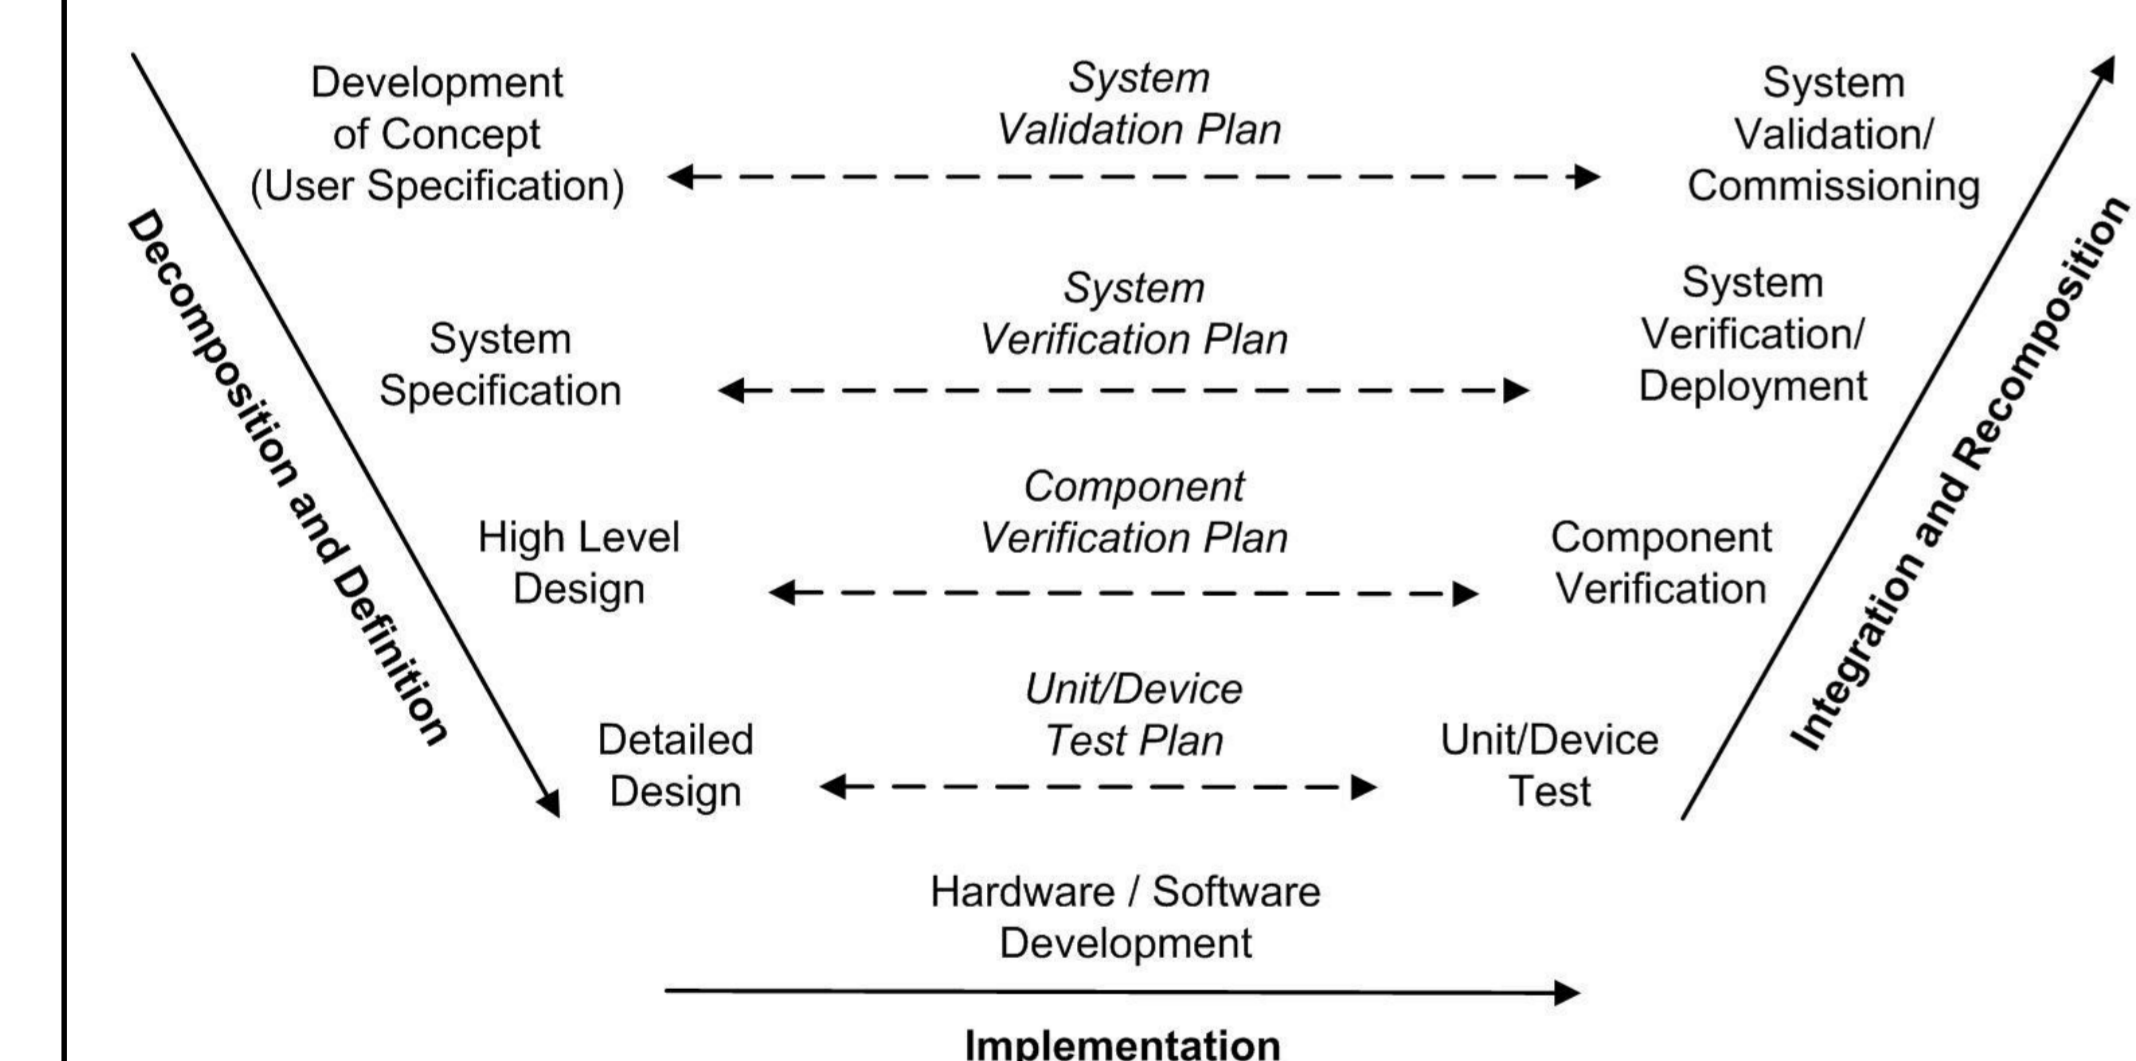 Development
of Concept
(User Specification)
System
Validation Plan
System
Validation/
Commissioning
Decomposition and Definition
System
Specification
System
Verification Plan
System
Verification/
Deployment
Integration and Recomposition
High Level
Design
Component
Verification Plan
Component
Verification
Detailed
Design
Unit/Device
Test Plan
Unit/Device
Test
Hardware / Software
Development
Implementation